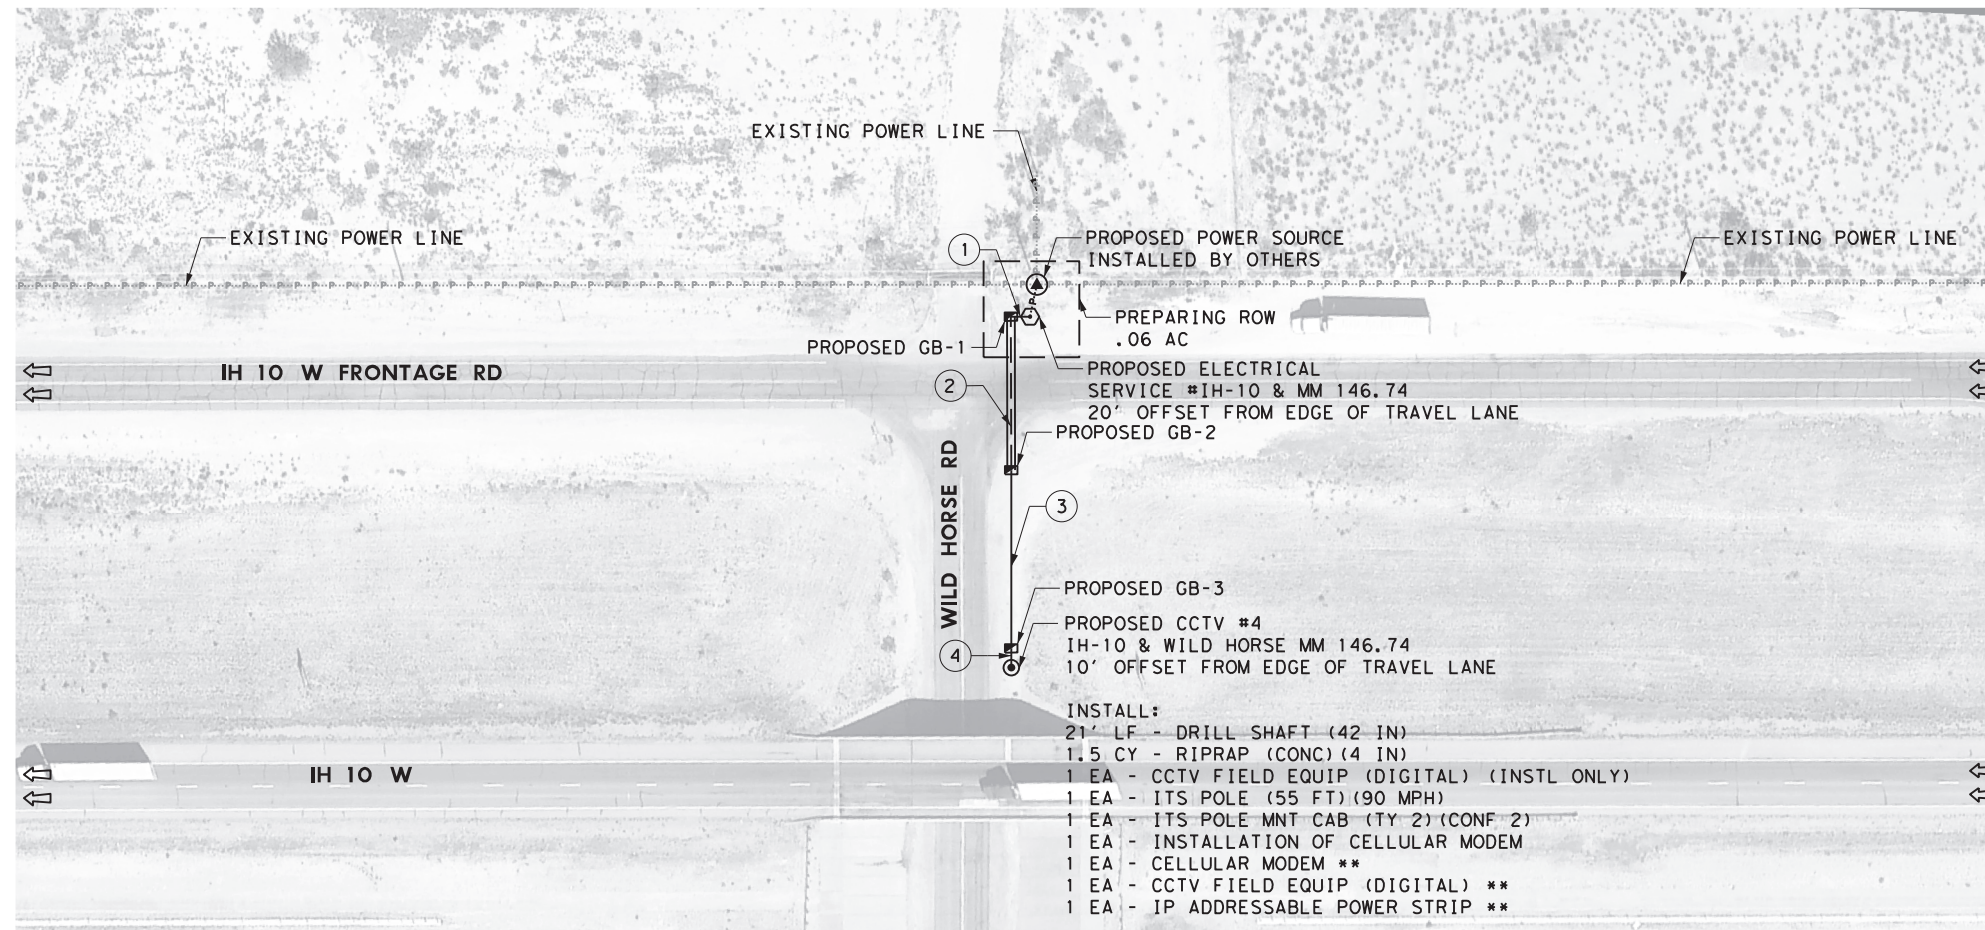 EXISTING POWER LINE
EXISTING POWER LINE
1
PROPOSED POWER SOURCE
INSTALLED BY OTHERS
EXISTING POWER LINE
PREPARING ROW
.06 AC
PROPOSED GB-1
IH 10 W FRONTAGE RD
2
PROPOSED ELECTRICAL
SERVICE #IH-10 & MM 146.74
20' OFFSET FROM EDGE OF TRAVEL LANE
PROPOSED GB-2
WILD HORSE RD
3
PROPOSED GB-3
PROPOSED CCTV #4
IH-10 & WILD HORSE MM 146.74
10' OFFSET FROM EDGE OF TRAVEL LANE
4
INSTALL:
21' LF - DRILL SHAFT (42 IN)
1.5 CY - RIPRAP (CONC)(4 IN)
1 EA - CCTV FIELD EQUIP (DIGITAL) (INSTL ONLY)
1 EA - ITS POLE (55 FT)(90 MPH)
1 EA - ITS POLE MNT CAB (TY 2)(CONF 2)
1 EA - INSTALLATION OF CELLULAR MODEM
1 EA - CELLULAR MODEM **
1 EA - CCTV FIELD EQUIP (DIGITAL) **
1 EA - IP ADDRESSABLE POWER STRIP **
IH 10 W